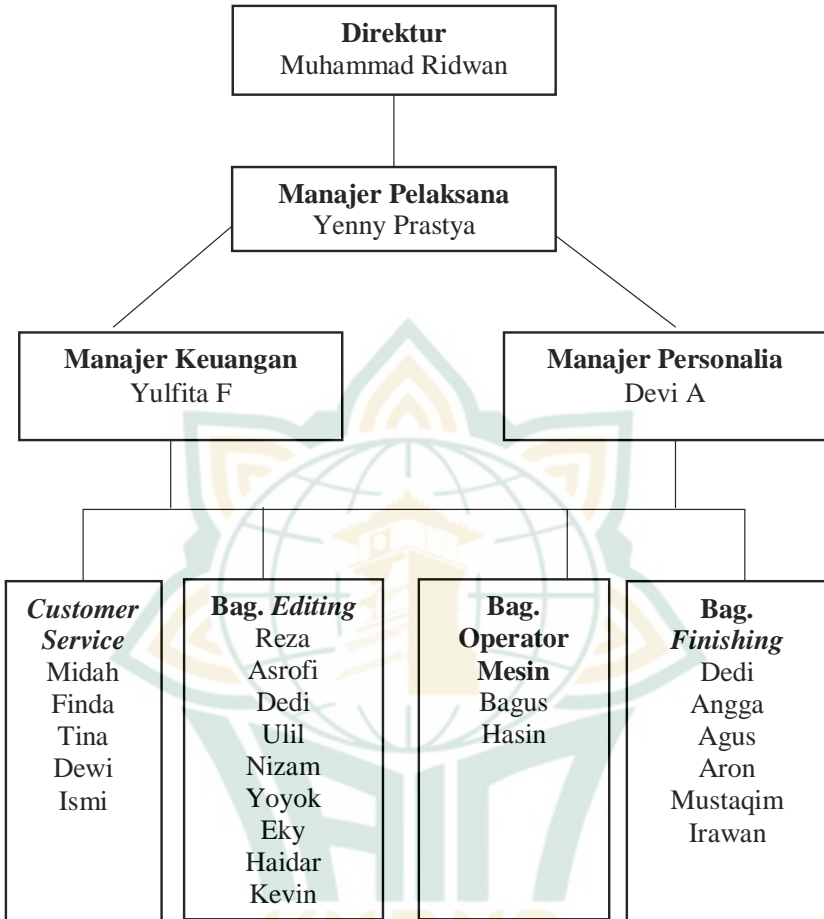 Direktur
Muhammad Ridwan
Manajer Pelaksana
Yenny Prastya
Manajer Keuangan
Yulfita F
Manajer Personalia
Devi A
Customer
Service
Midah
Finda
Tina
Dewi
Ismi
Bag. Editing
Reza
Asrofi
Dedi
Ulil
Nizam
Yoyok
Eky
Haidar
Kevin
Bag.
Operator
Mesin
Bagus
Hasin
Bag.
Finishing
Dedi
Angga
Agus
Aron
Mustaqim
Irawan